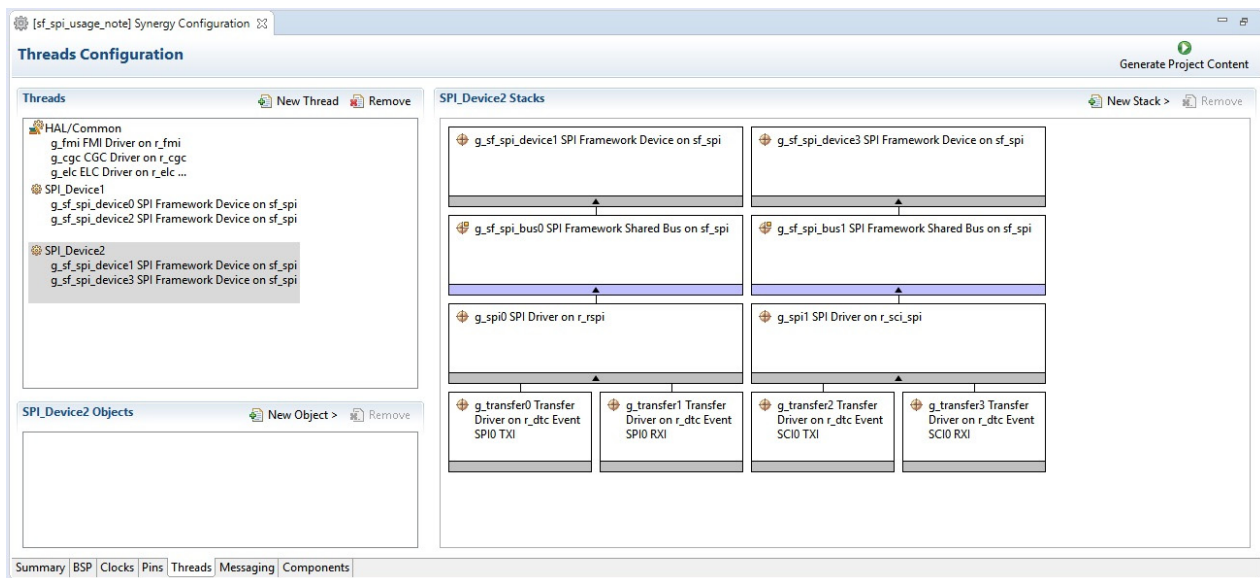 [sf_spi_usage_note] Synergy Configuration
Threads Configuration
Generate Project Content
Threads
New Thread
Remove
HAL/Common
g_fmi FMI Driver on r_fmi
g_cgc CGC Driver on r_cgc
g_elc ELC Driver on r_elc ...
SPI_Device1
g_sf_spi_device0 SPI Framework Device on sf_spi
g_sf_spi_device2 SPI Framework Device on sf_spi
SPI_Device2
g_sf_spi_device1 SPI Framework Device on sf_spi
g_sf_spi_device3 SPI Framework Device on sf_spi
SPI_Device2 Objects
New Object >
Remove
SPI_Device2 Stacks
New Stack >
Remove
g_sf_spi_device1 SPI Framework Device on sf_spi
g_sf_spi_device3 SPI Framework Device on sf_spi
g_sf_spi_bus0 SPI Framework Shared Bus on sf_spi
g_sf_spi_bus1 SPI Framework Shared Bus on sf_spi
g_spi0 SPI Driver on r_rspi
g_spi1 SPI Driver on r_sci_spi
g_transfer0 Transfer
Driver on r_dtc Event
SPI0 TXI
g_transfer1 Transfer
Driver on r_dtc Event
SPI0 RXI
g_transfer2 Transfer
Driver on r_dtc Event
SCI0 TXI
g_transfer3 Transfer
Driver on r_dtc Event
SCI0 RXI
Summary
BSP
Clocks
Pins
Threads
Messaging
Components